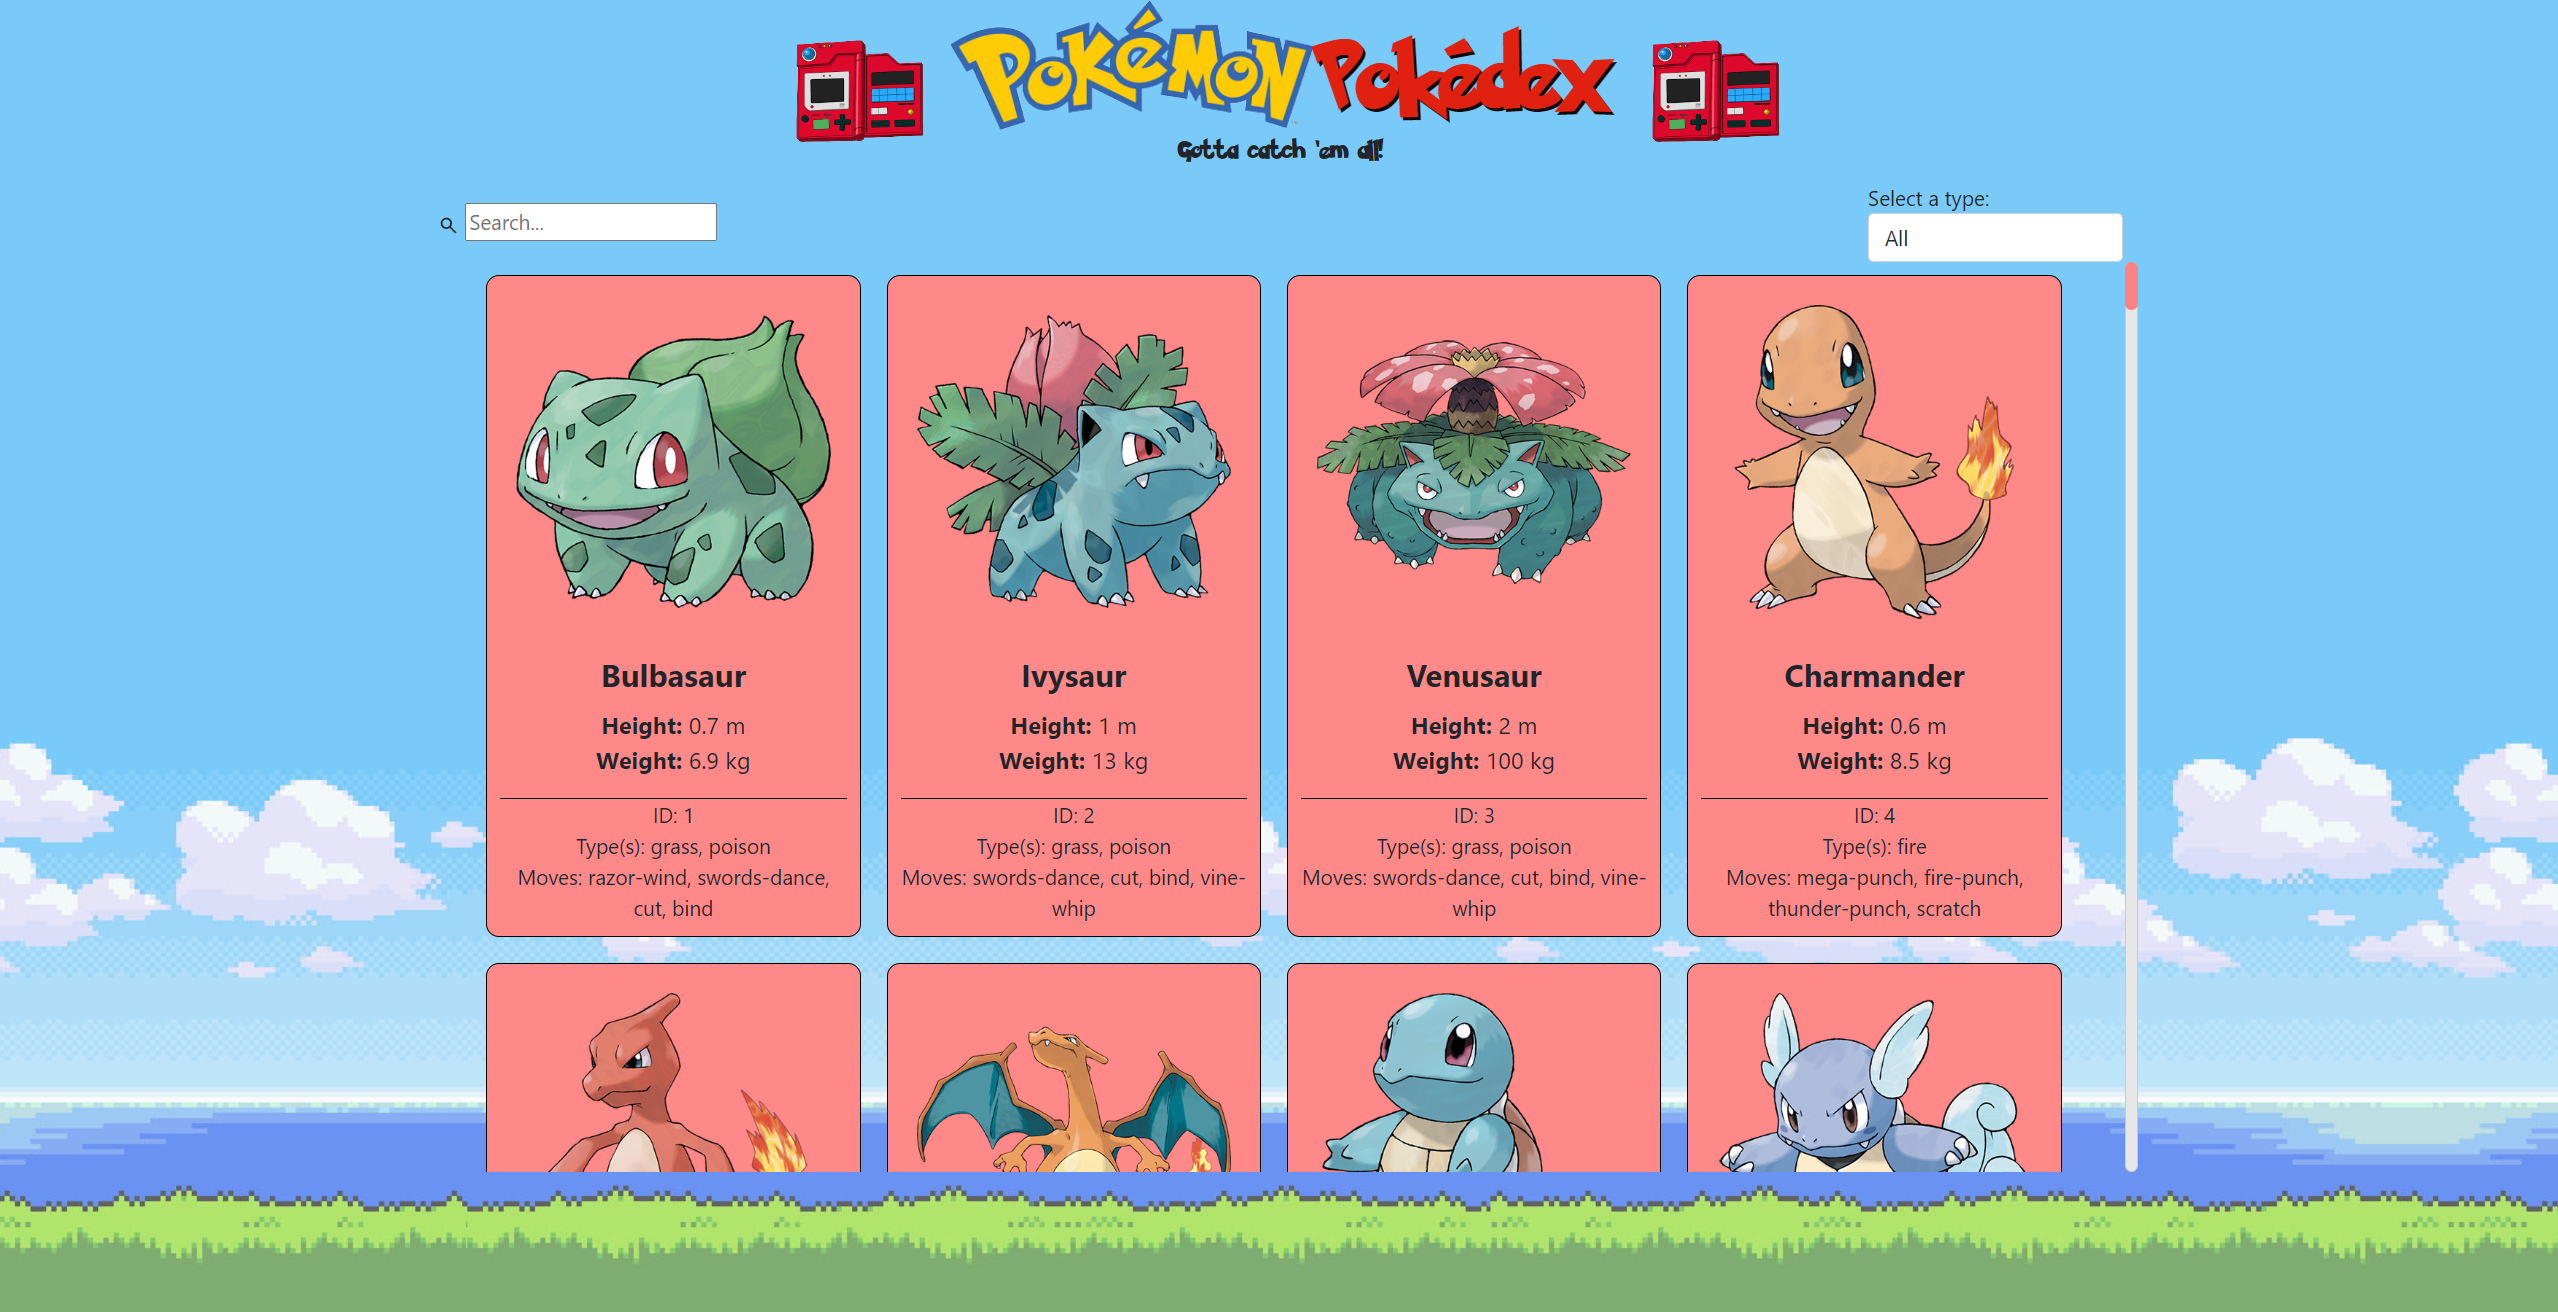 Pokémon Pokédex
Gotta catch 'em all!
Search...
Select a type:
All
Bulbasaur
Height: 0.7 m
Weight: 6.9 kg
ID: 1
Type(s): grass, poison
Moves: razor-wind, swords-dance,
cut, bind
Ivysaur
Height: 1 m
Weight: 13 kg
ID: 2
Type(s): grass, poison
Moves: swords-dance, cut, bind, vine-
whip
Venusaur
Height: 2 m
Weight: 100 kg
ID: 3
Type(s): grass, poison
Moves: swords-dance, cut, bind, vine-
whip
Charmander
Height: 0.6 m
Weight: 8.5 kg
ID: 4
Type(s): fire
Moves: mega-punch, fire-punch,
thunder-punch, scratch